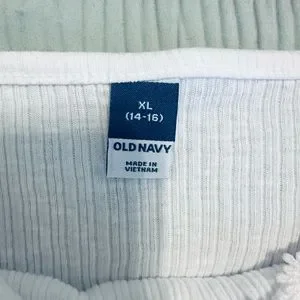 XL
(14-16)
OLD NAVY
MADE IN
VIETNAM